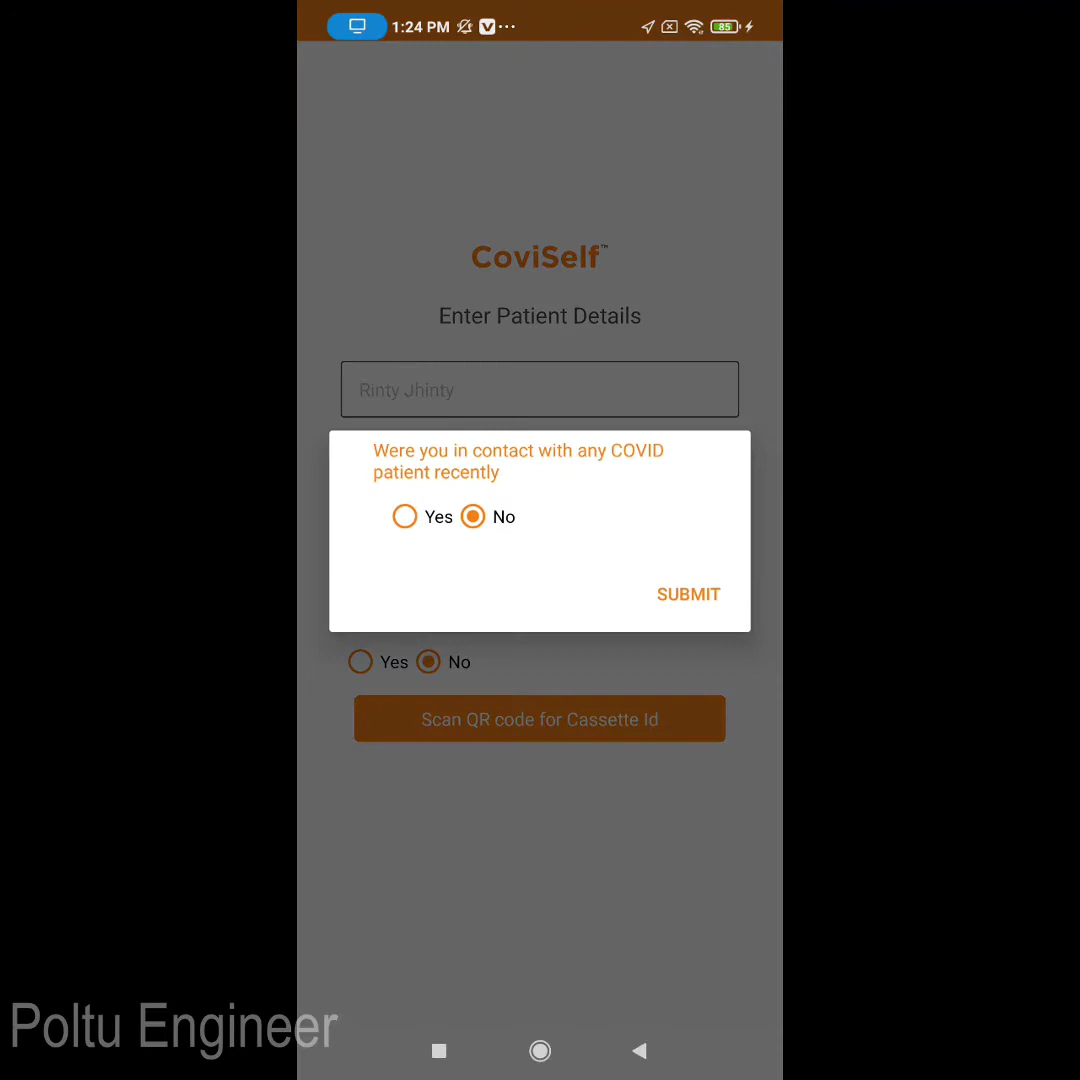 1:24 PM
85
CoviSelf™
Enter Patient Details
Rinty Jhinty
Were you in contact with any COVID
patient recently
Yes No
SUBMIT
Yes No
Scan QR code for Cassette Id
Poltu Engineer